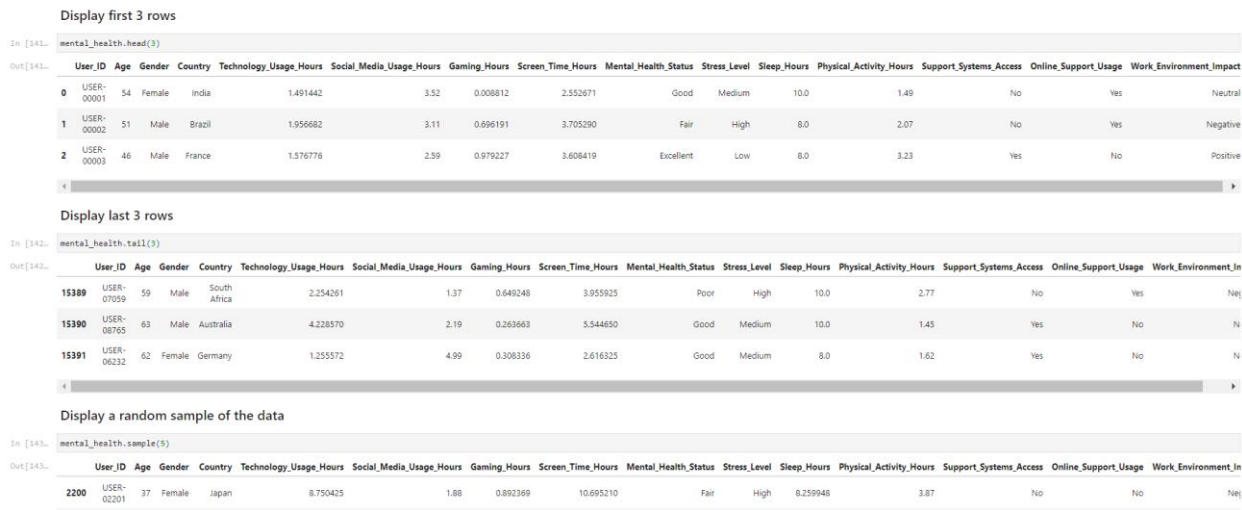 Display first 3 rows
In [141... mental_health.head(3)
Out[141... User_ID Age Gender Country Technology_Usage_Hours Social_Media_Usage_Hours Gaming_Hours Screen_Time_Hours Mental_Health_Status Stress_Level Sleep_Hours Physical_Activity_Hours Support_Systems_Access Online_Support_Usage Work_Environment_Impact
0 USER-00001 54 Female India 1.491442 3.52 0.008812 2.552671 Good Medium 10.0 1.49 No Yes Neutral
1 USER-00002 51 Male Brazil 1.956682 3.11 0.696191 3.705290 Fair High 8.0 2.07 No Yes Negative
2 USER-00003 46 Male France 1.576776 2.59 0.979227 3.608419 Excellent Low 8.0 3.23 Yes No Positive
Display last 3 rows
In [142... mental_health.tail(3)
Out[142... User_ID Age Gender Country Technology_Usage_Hours Social_Media_Usage_Hours Gaming_Hours Screen_Time_Hours Mental_Health_Status Stress_Level Sleep_Hours Physical_Activity_Hours Support_Systems_Access Online_Support_Usage Work_Environment_In
15389 USER-07059 59 Male South Africa 2.254261 1.37 0.649248 3.955925 Poor High 10.0 2.77 No Yes Neg
15390 USER-08765 63 Male Australia 4.228570 2.19 0.263663 5.544650 Good Medium 10.0 1.45 Yes No N
15391 USER-06232 62 Female Germany 1.255572 4.99 0.308336 2.616325 Good Medium 8.0 1.62 Yes No N
Display a random sample of the data
In [143... mental_health.sample(5)
Out[143... User_ID Age Gender Country Technology_Usage_Hours Social_Media_Usage_Hours Gaming_Hours Screen_Time_Hours Mental_Health_Status Stress_Level Sleep_Hours Physical_Activity_Hours Support_Systems_Access Online_Support_Usage Work_Environment_In
2200 USER-02201 37 Female Japan 8.750425 1.88 0.892369 10.695210 Fair High 8.259948 3.87 No No Neg